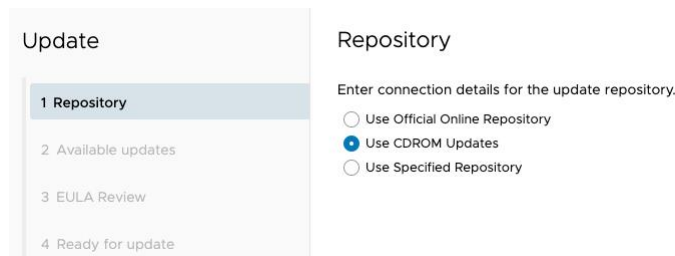 Update
1 Repository
2 Available updates
3 EULA Review
4 Ready for update
Repository
Enter connection details for the update repository.
Use Official Online Repository
Use CDROM Updates
Use Specified Repository